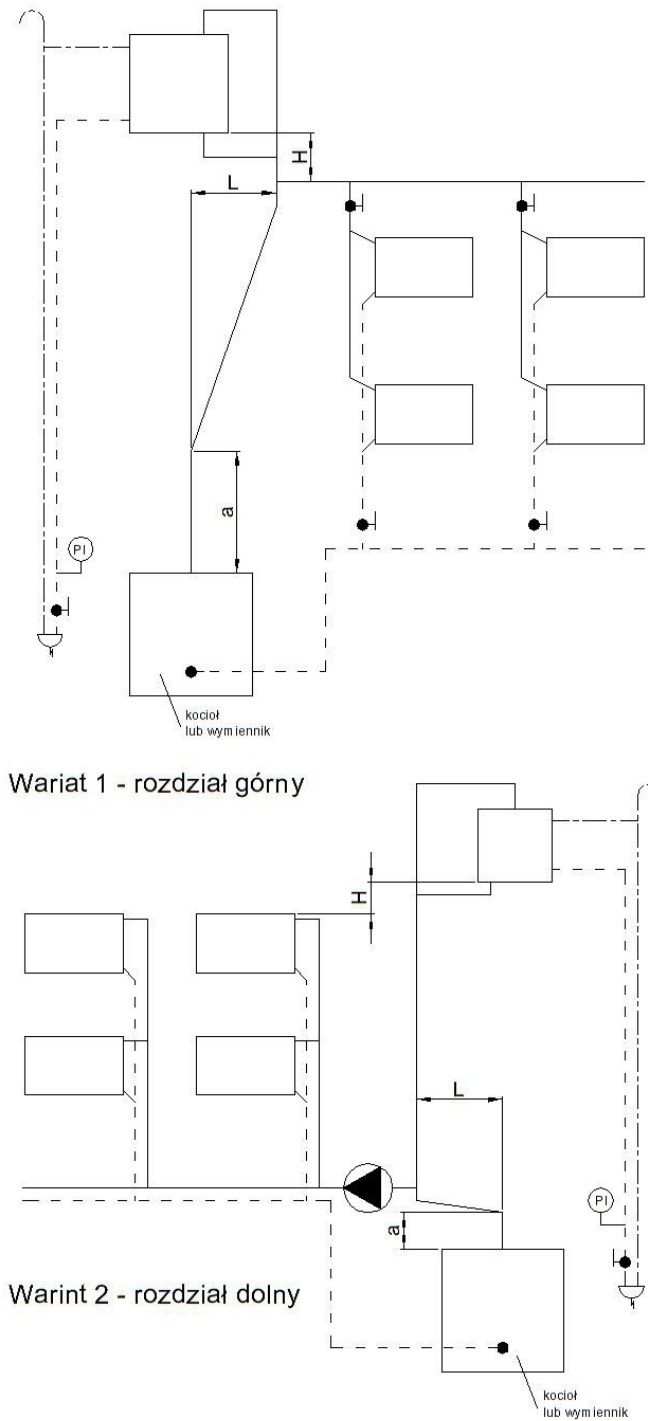 H
L
a
PI
kocioł
lub wymiennik
Wariat 1 - rozdział górny
H
L
PI
a
Warint 2 - rozdział dolny
kocioł
lub wymiennik